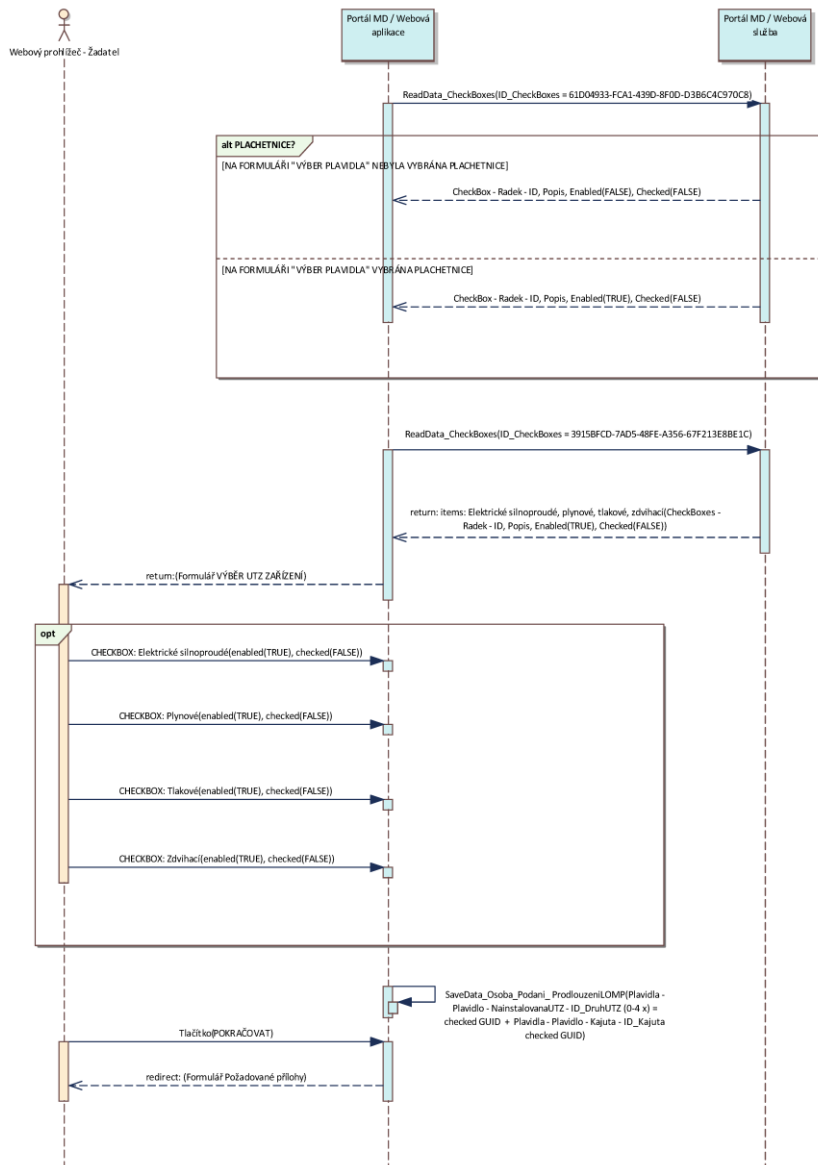 Portál MD / Webová
aplikace
Portál MD / Webová
služba
Webový prohlížeč - Žadatel
ReadData_CheckBoxes(ID_CheckBoxes = 61D04933-FCA1-439D-8F0D-D3B6C4C970C8)
alt PLACHETNICE?
[NA FORMULÁŘI "VÝBER PLAVIDLA" NEBYLA VYBRÁNA PLACHETNICE]
CheckBox - Radek - ID, Popis, Enabled(FALSE), Checked(FALSE)
[NA FORMULÁŘI "VÝBER PLAVIDLA" VYBRÁNA PLACHETNICE]
CheckBox - Radek - ID, Popis, Enabled(TRUE), Checked(FALSE)
ReadData_CheckBoxes(ID_CheckBoxes = 3915BFCD-7AD5-48FE-A356-67F213E8BE1C)
return: items: Elektrické silnoproudé, plynové, tlakové, zdvihací(CheckBoxes -
Radek - ID, Popis, Enabled(TRUE), Checked(FALSE))
return:(Formulář VÝBĚR UTZ ZAŘÍZENÍ)
opt
CHECKBOX: Elektrické silnoproudé(enabled(TRUE), checked(FALSE))
CHECKBOX: Plynové(enabled(TRUE), checked(FALSE))
CHECKBOX: Tlakové(enabled(TRUE), checked(FALSE))
CHECKBOX: Zdvihací(enabled(TRUE), checked(FALSE))
SaveData_Osoba_Podani_ ProdlouzeniLOMP(Plavidla -
Plavidlo - NainstalovanaUTZ - ID_DruhUTZ (0-4 x) =
checked GUID + Plavidla - Plavidlo - Kajuta - ID_Kajuta
checked GUID)
Tlačítko(POKRAČOVAT)
redirect: (Formulář Požadované přílohy)